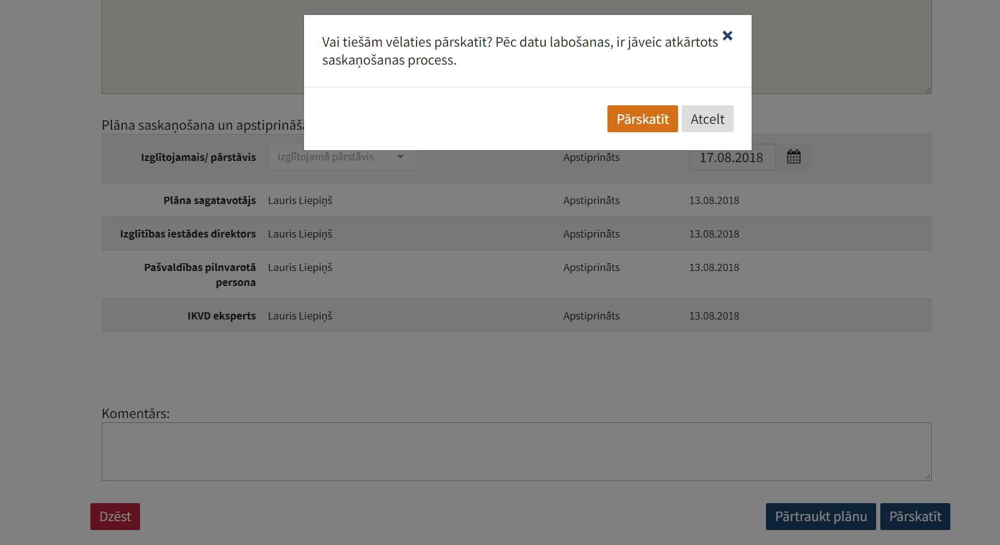 Vai tiešām vēlaties pārskatīt? Pēc datu labošanas, ir jāveic atkārtots
saskaņošanas process.
Pārskatīt Atcelt
Plāna saskaņošana un
Izglītojamais/ pārstāvis Izglītojamā pārstāvis Apstiprināts 17.08.2018
Plāna sagatavotājs Lauris Liepiņš Apstiprināts 13.08.2018
Izglītības iestādes direktors Lauris Liepiņš Apstiprināts 13.08.2018
Pašvaldības pilnvarotā Lauris Liepiņš Apstiprināts 13.08.2018
persona
IKVD eksperts Lauris Liepiņš Apstiprināts 13.08.2018
Komentārs:
Dzēst Pārtraukt plānu Pārskatīt